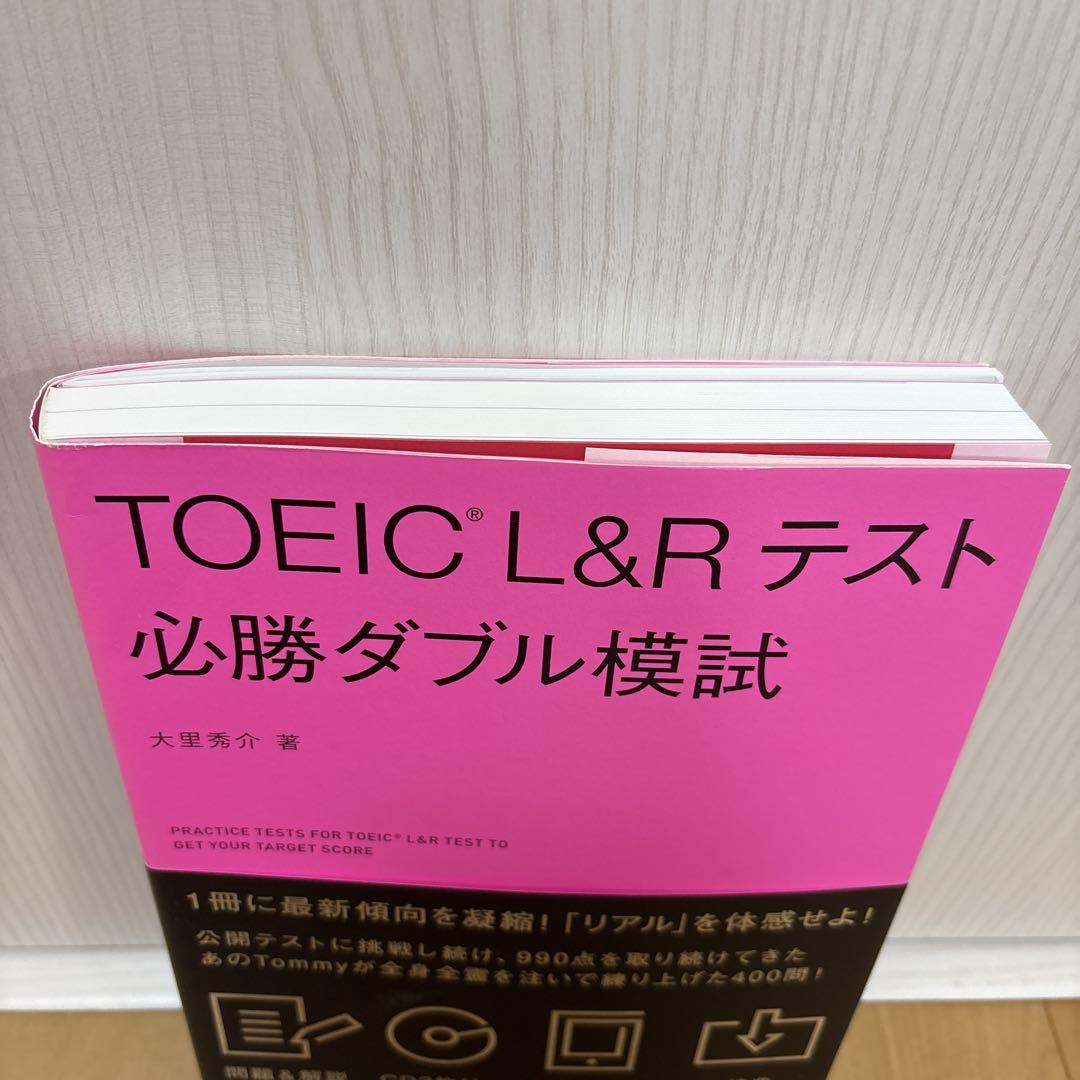 TOEIC® L&R テスト
必勝ダブル模試
大里秀介 著
PRACTICE TESTS FOR TOEIC® L&R TEST TO
GET YOUR TARGET SCORE
1冊に最新傾向を凝縮！「リアル」を体感せよ！
公開テストに挑戦し続け、990点を取り続けてきた
あのTommyが全身全霊を注いで練り上げた400問！
問題&解説